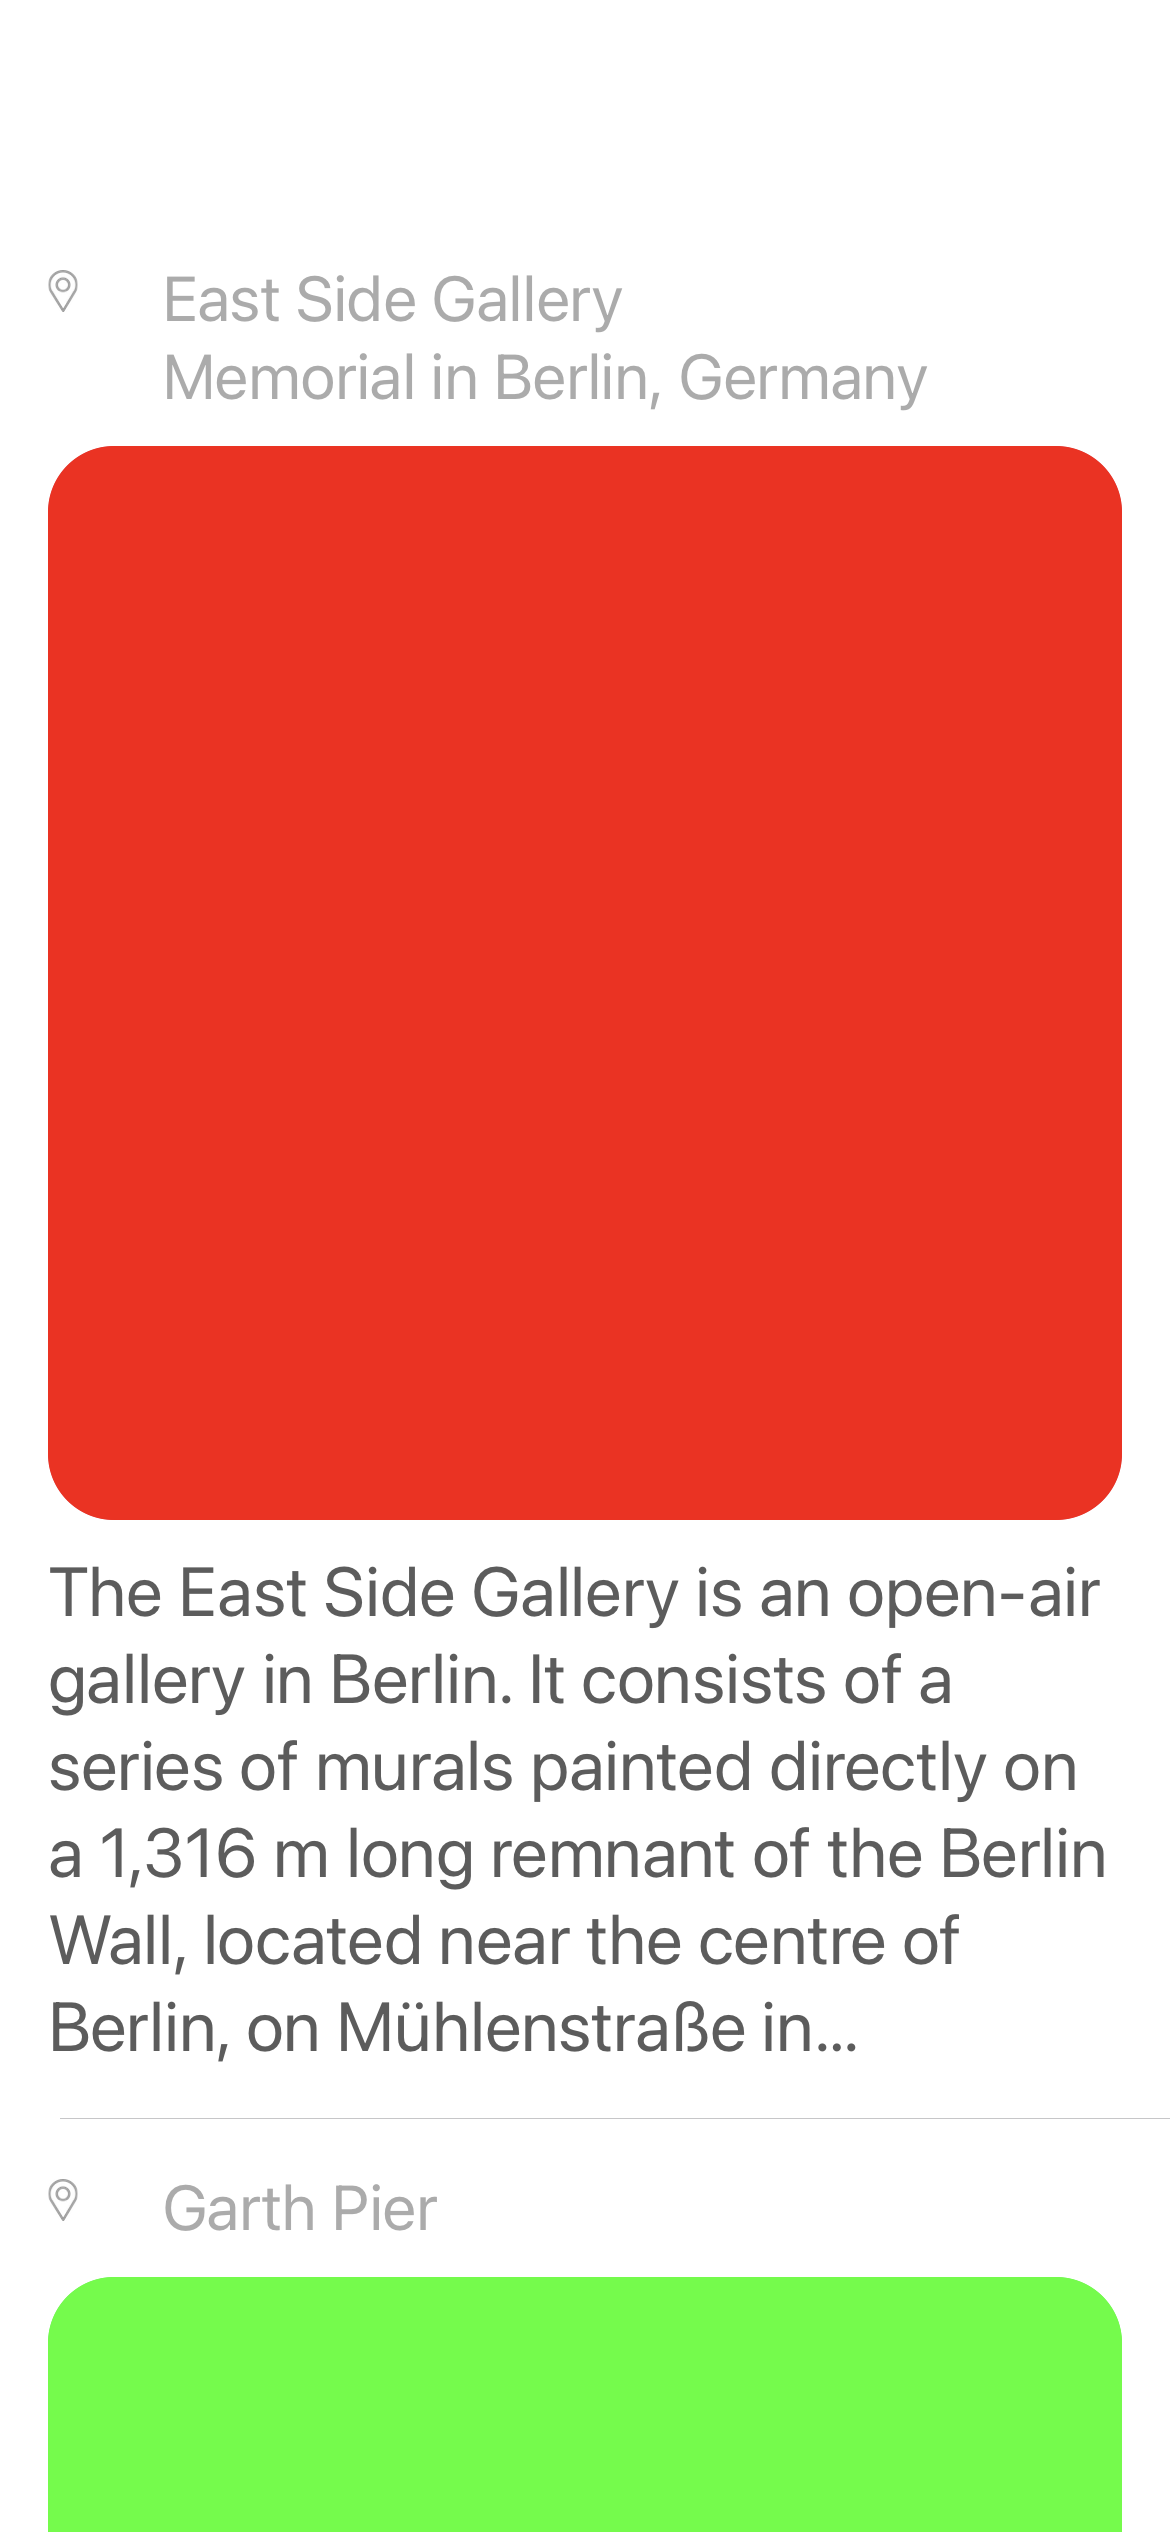 East Side Gallery
Memorial in Berlin, Germany
The East Side Gallery is an open-air
gallery in Berlin. It consists of a
series of murals painted directly on
a 1,316 m long remnant of the Berlin
Wall, located near the centre of
Berlin, on Mühlenstraße in...
Garth Pier